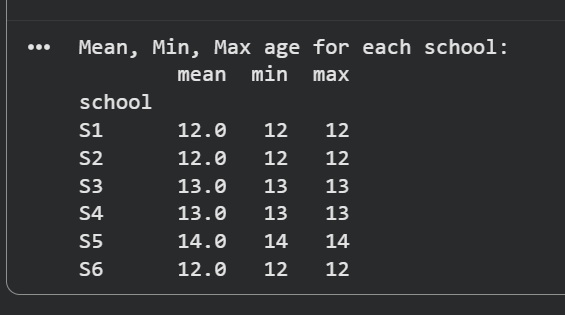 Mean, Min, Max age for each school:
mean min max
school
S1 12.0 12 12
S2 12.0 12 12
S3 13.0 13 13
S4 13.0 13 13
S5 14.0 14 14
S6 12.0 12 12